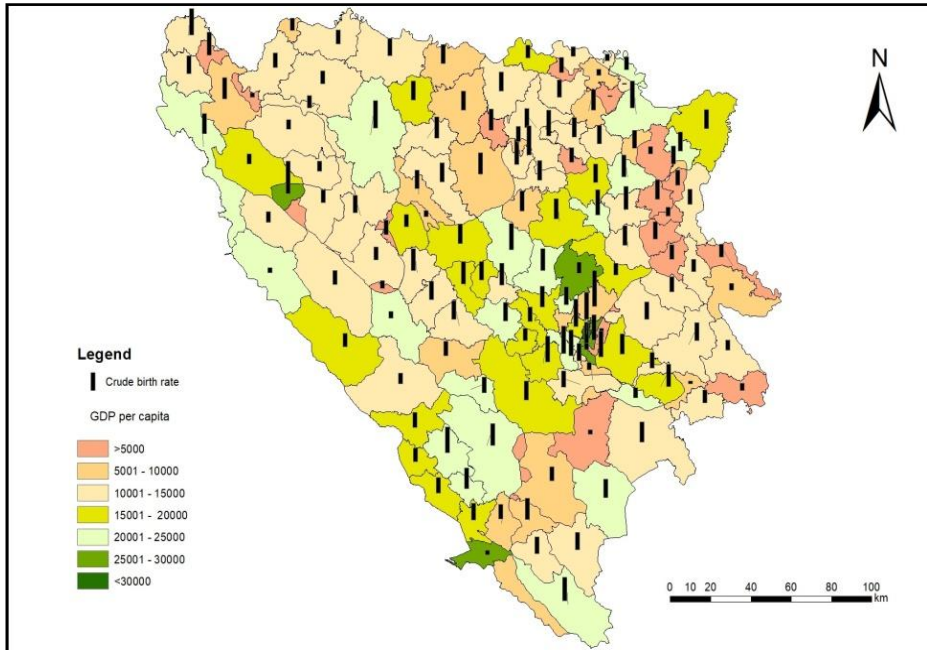 N
Legend
Crude birth rate
GDP per capita
>5000
5001 - 10000
10001 - 15000
15001 - 20000
20001 - 25000
25001 - 30000
<30000
0 10 20 40 60 80 100
km